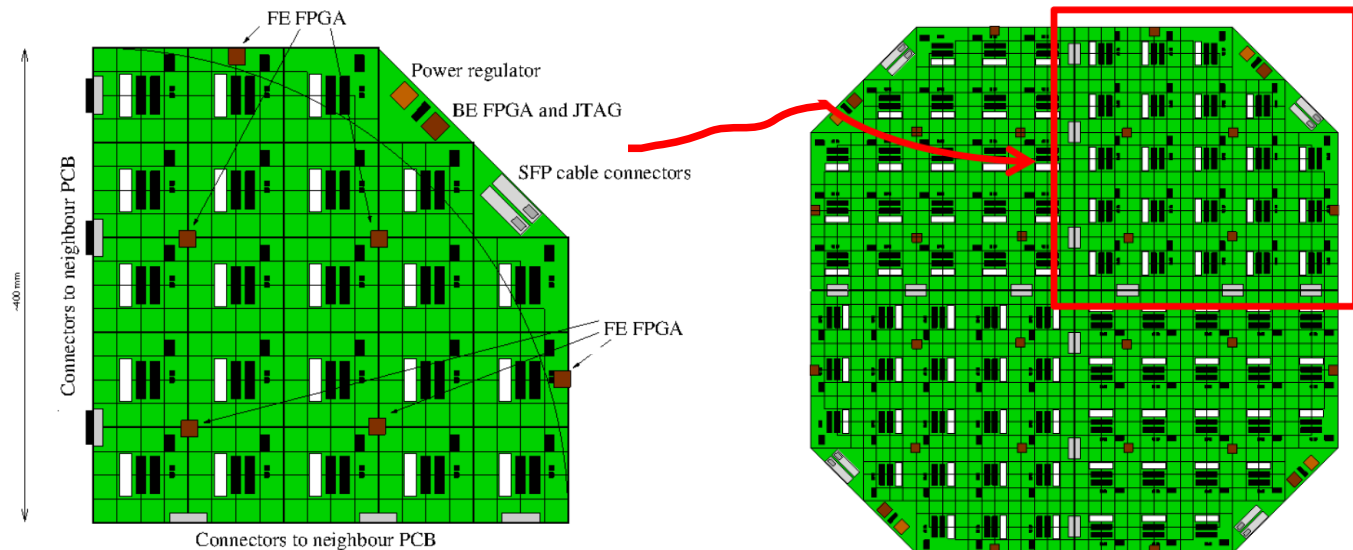 FE FPGA
Power regulator
BE FPGA and JTAG
SFP cable connectors
Connectors to neighbour PCB
~400 mm
FE FPGA
Connectors to neighbour PCB